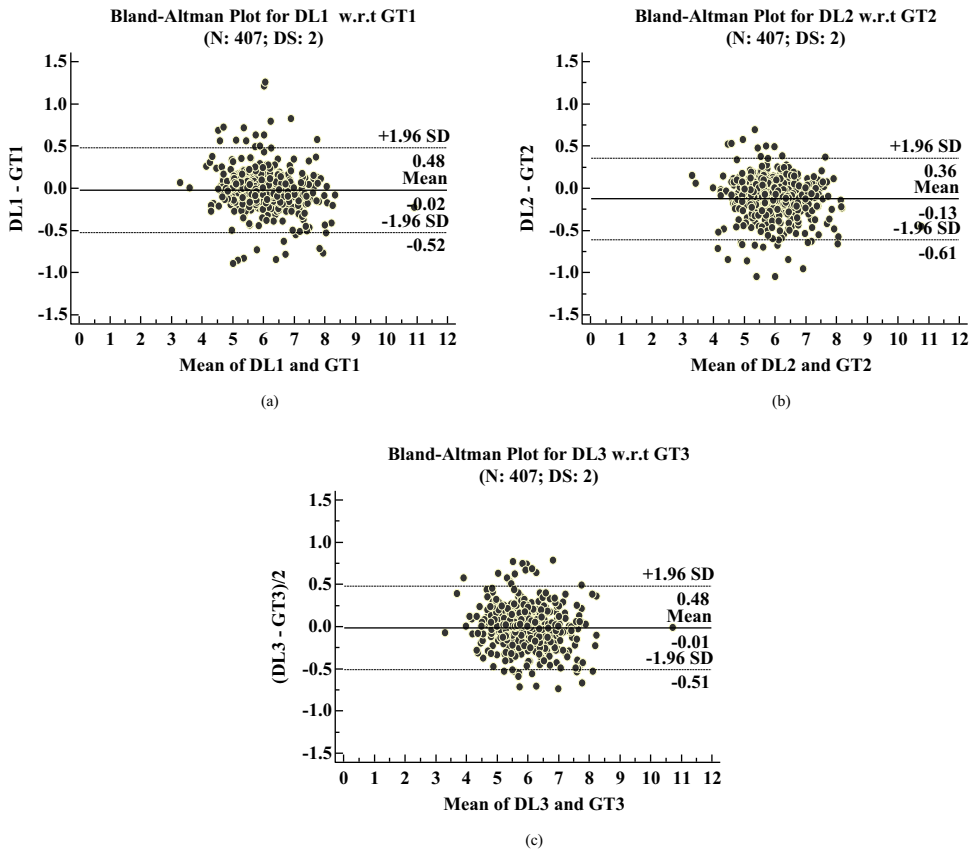 Bland-Altman Plot for DL1 w.r.t GT1
(N: 407; DS: 2)
1.5
1.0
0.5
0.0
-0.5
-1.0
-1.5
DL1 - GT1
+1.96 SD
0.48
Mean
-0.02
-1.96 SD
-0.52
0 1 2 3 4 5 6 7 8 9 10 11 12
Mean of DL1 and GT1
(a)
Bland-Altman Plot for DL2 w.r.t GT2
(N: 407; DS: 2)
1.5
1.0
0.5
0.0
-0.5
-1.0
-1.5
DL2 - GT2
+1.96 SD
0.36
Mean
-0.13
-1.96 SD
-0.61
0 1 2 3 4 5 6 7 8 9 10 11 12
Mean of DL2 and GT2
(b)
Bland-Altman Plot for DL3 w.r.t GT3
(N: 407; DS: 2)
1.5
1.0
0.5
0.0
-0.5
-1.0
-1.5
(DL3 - GT3)/2
+1.96 SD
0.48
Mean
-0.01
-1.96 SD
-0.51
0 1 2 3 4 5 6 7 8 9 10 11 12
Mean of DL3 and GT3
(c)